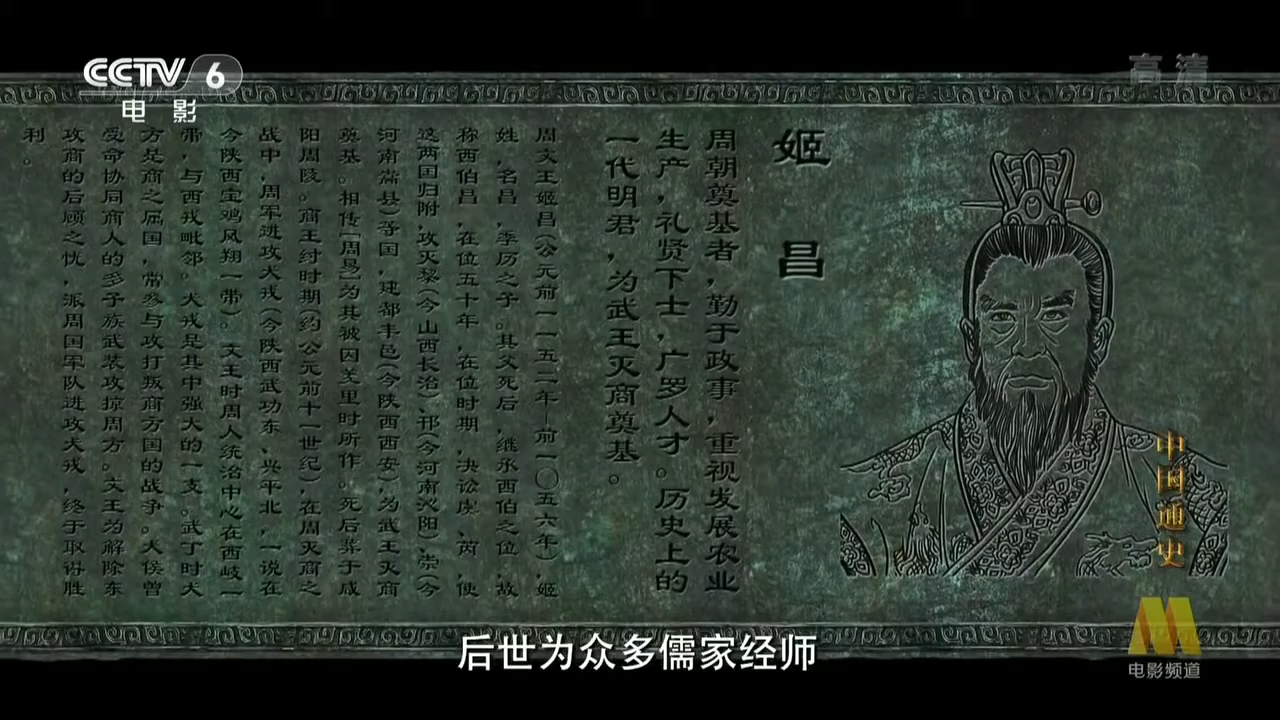 CCTV 6
电影
高清
姬昌
周朝奠基者，勤于政事，重视发展农业
生产，礼贤下士，广罗人才。历史上的
一代明君，为武王灭商奠基。
周文王姬昌（公元前一一五二年—前一〇五六年），姬
姓，名昌，季历之子。其父死后，继承西伯之位，故
称西伯昌，在位五十年，在位时期，决讼虞、芮，使
这两国归附，攻灭黎（今山西长治）、邘（今河南沁阳）、崇（今
河南嵩县）等国，建都丰邑（今陕西西安），为武王灭商
奠基。相传「周易」为其被囚羑里时所作。死后葬于咸
阳周陵。商王纣时期（约公元前十一世纪），在周灭商之
战中，周军进攻犬戎（今陕西武功东、兴平北，一说在
今陕西宝鸡凤翔一带）。文王时周人统治中心在西岐一
带，与西戎毗邻。犬戎是其中强大的一支。武丁时犬
方是商之属国，常参与攻打叛商方国的战争。犬侯曾
受命协同商人的多子族武装攻掠周方。文王为解除东
攻商的后顾之忧，派周国军队进攻犬戎，终于取得胜
利。
中国通史
后世为众多儒家经师
电影频道